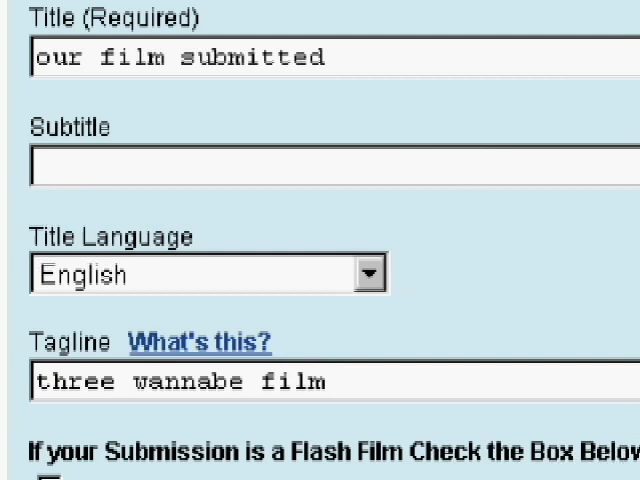 Title (Required)
our film submitted
Subtitle
Title Language
English
Tagline What's this?
three wannabe film
If your Submission is a Flash Film Check the Box Below